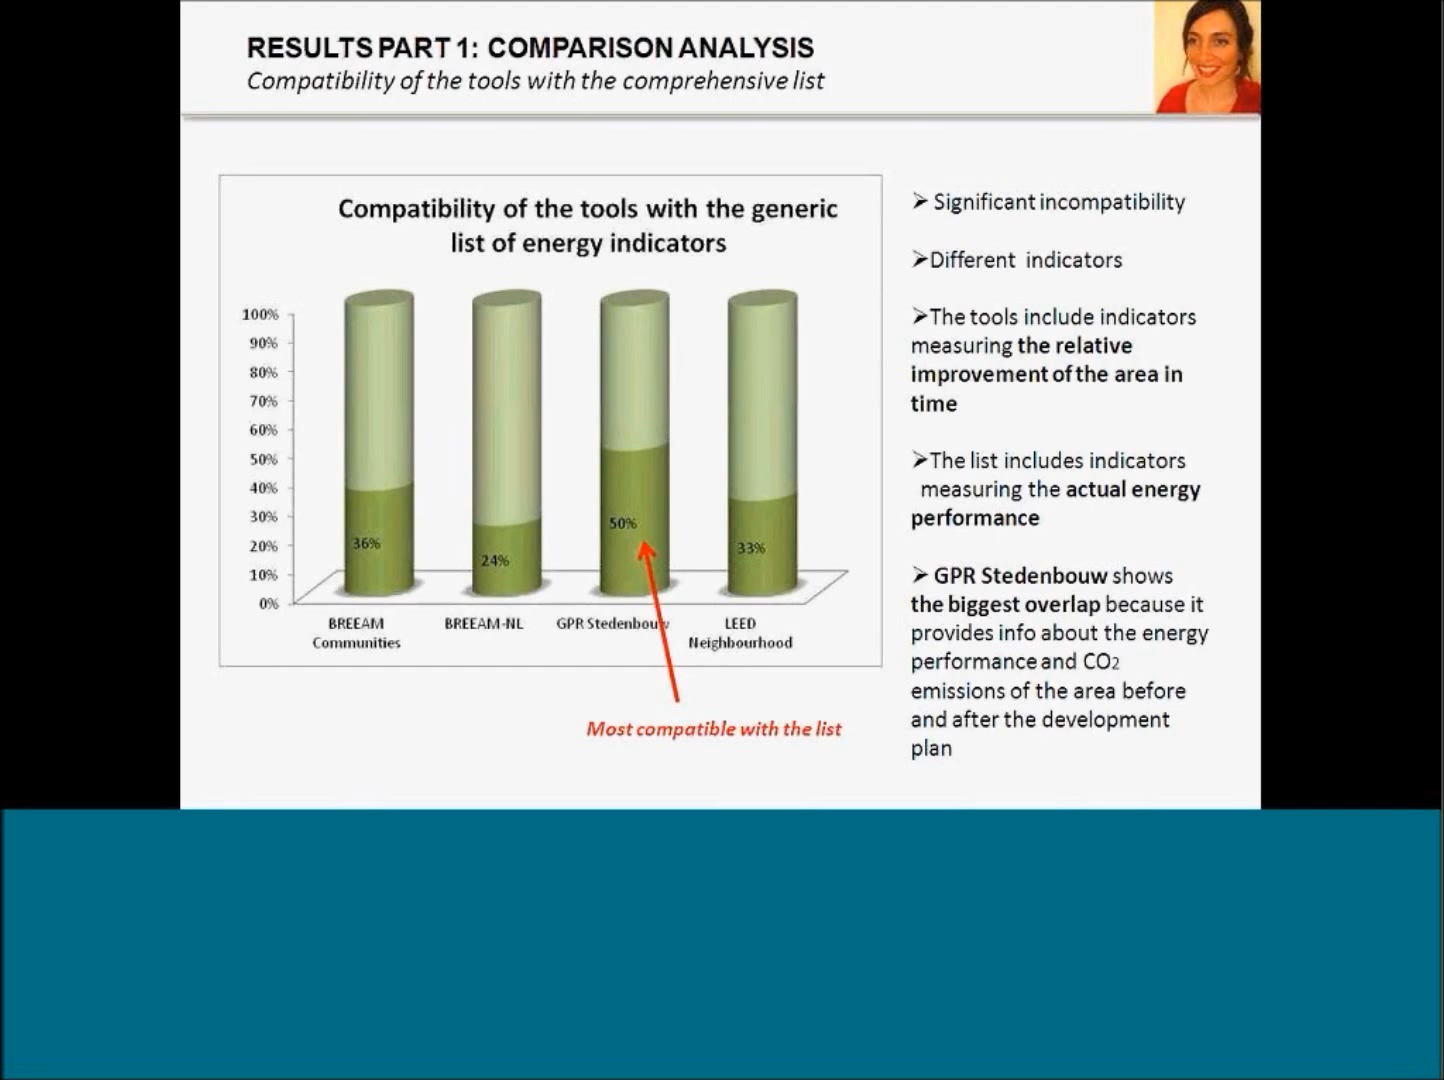 RESULTS PART 1: COMPARISON ANALYSIS
Compatibility of the tools with the comprehensive list
Compatibility of the tools with the generic
list of energy indicators
100%
90%
80%
70%
60%
50%
40%
30%
20%
10%
0%
36%
24%
50%
33%
BREEAM
Communities
BREEAM-NL
GPR Stedenbouw
LEED
Neighbourhood
Most compatible with the list
➢ Significant incompatibility
➢Different indicators
➢The tools include indicators
measuring the relative
improvement of the area in
time
➢The list includes indicators
measuring the actual energy
performance
➢ GPR Stedenbouw shows
the biggest overlap because it
provides info about the energy
performance and CO2
emissions of the area before
and after the development
plan